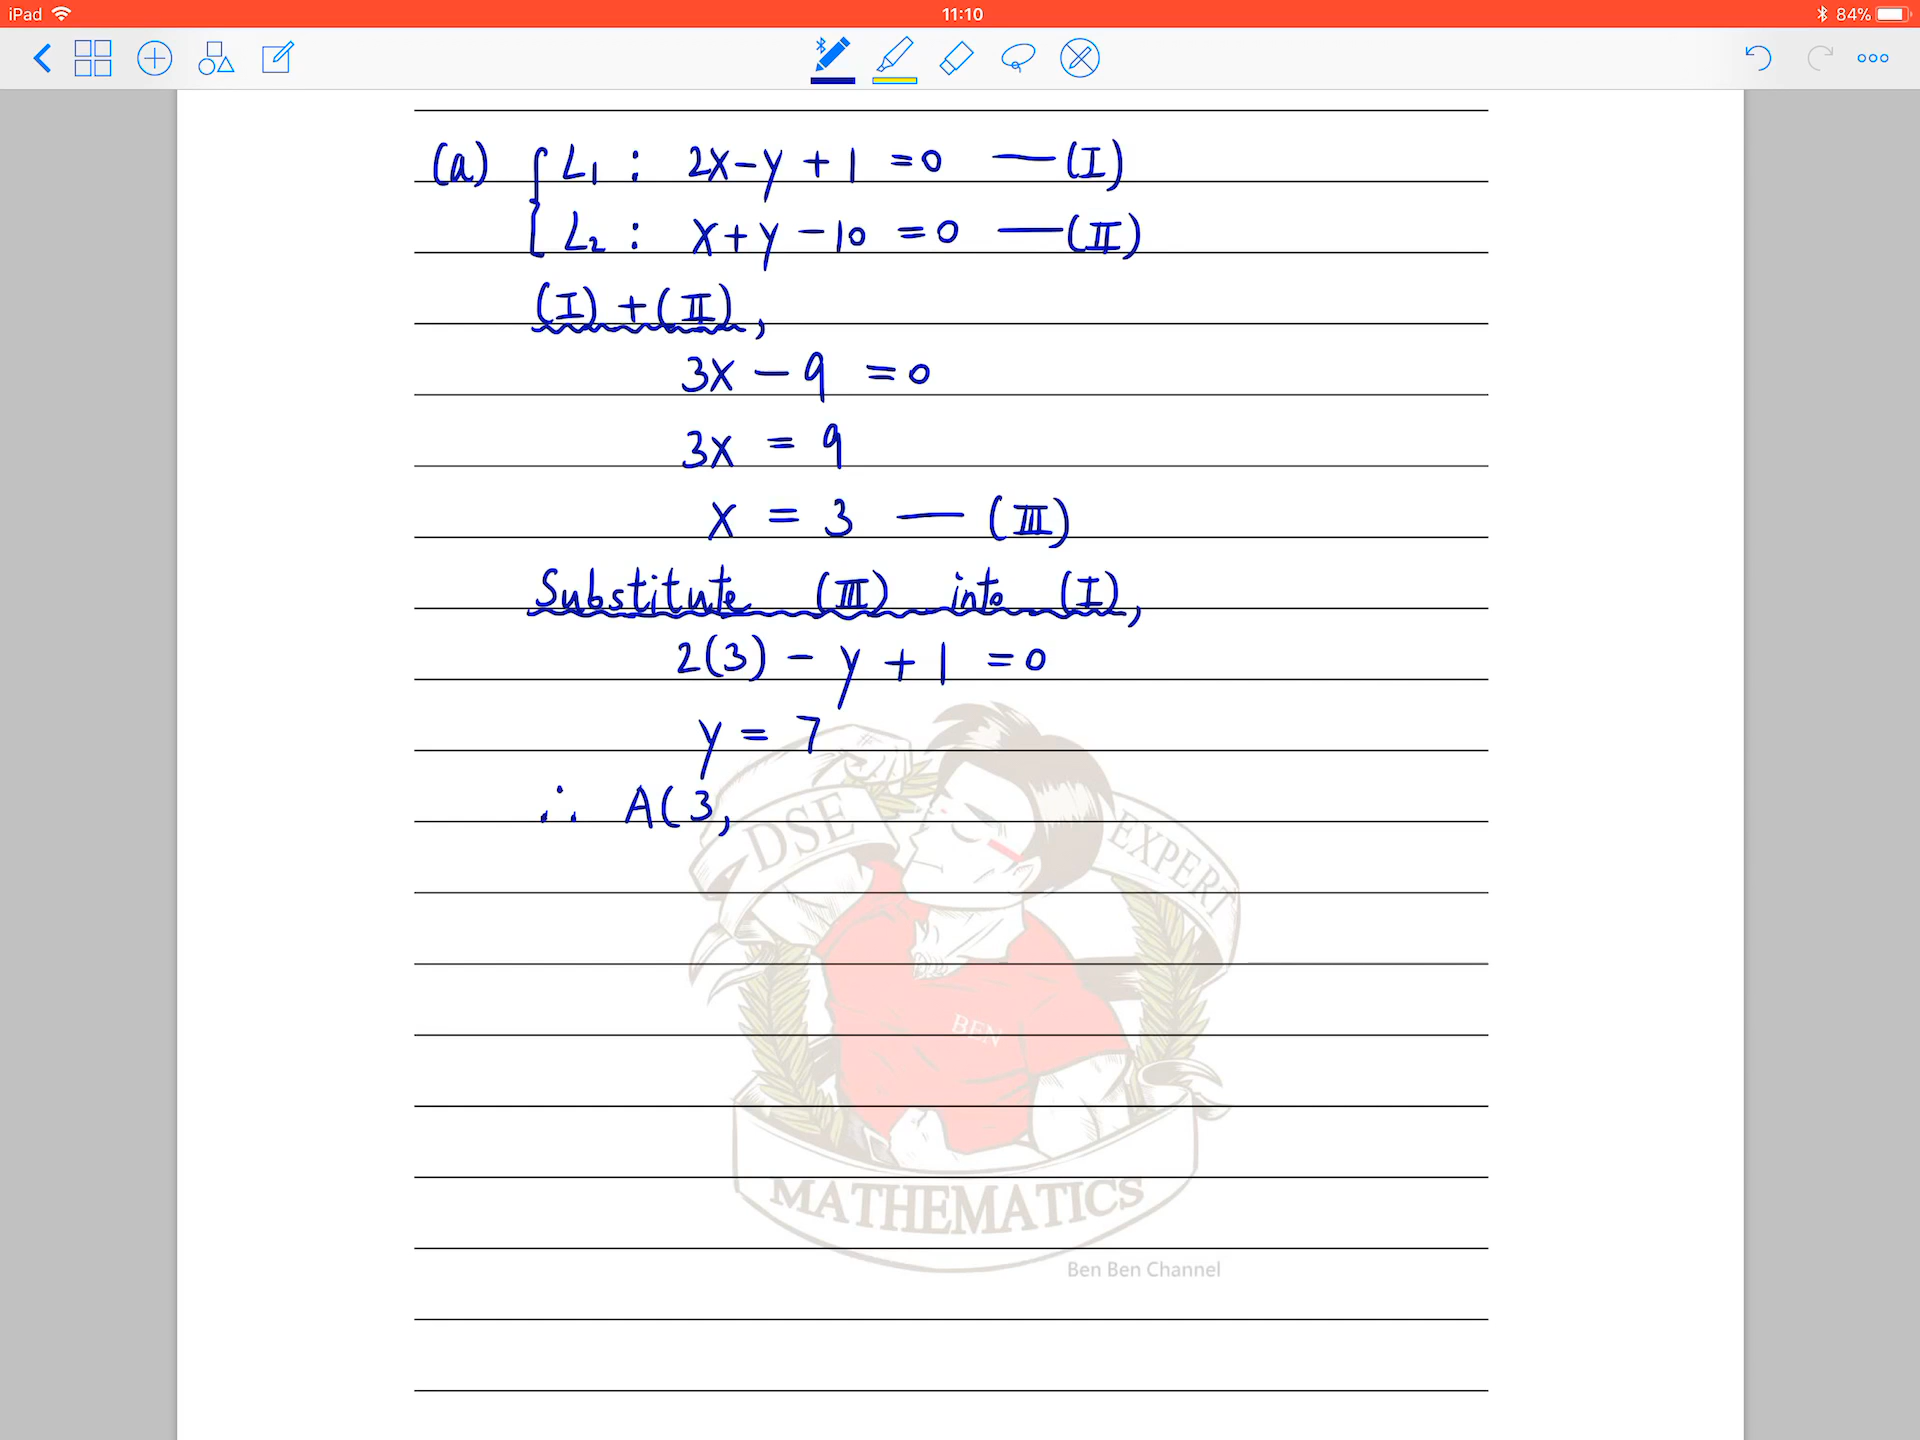 iPad 11:10 84%
(a) L1 : 2x-y+1=0 —(I)
L2 : x+y-10=0 —(II)
(I)+(II),
3x-9=0
3x=9
x=3 —(III)
Substitute (III) into (I),
2(3)-y+1=0
y=7
∴ A(3,
DSE EXPERT
BEN
MATHEMATICS
Ben Ben Channel